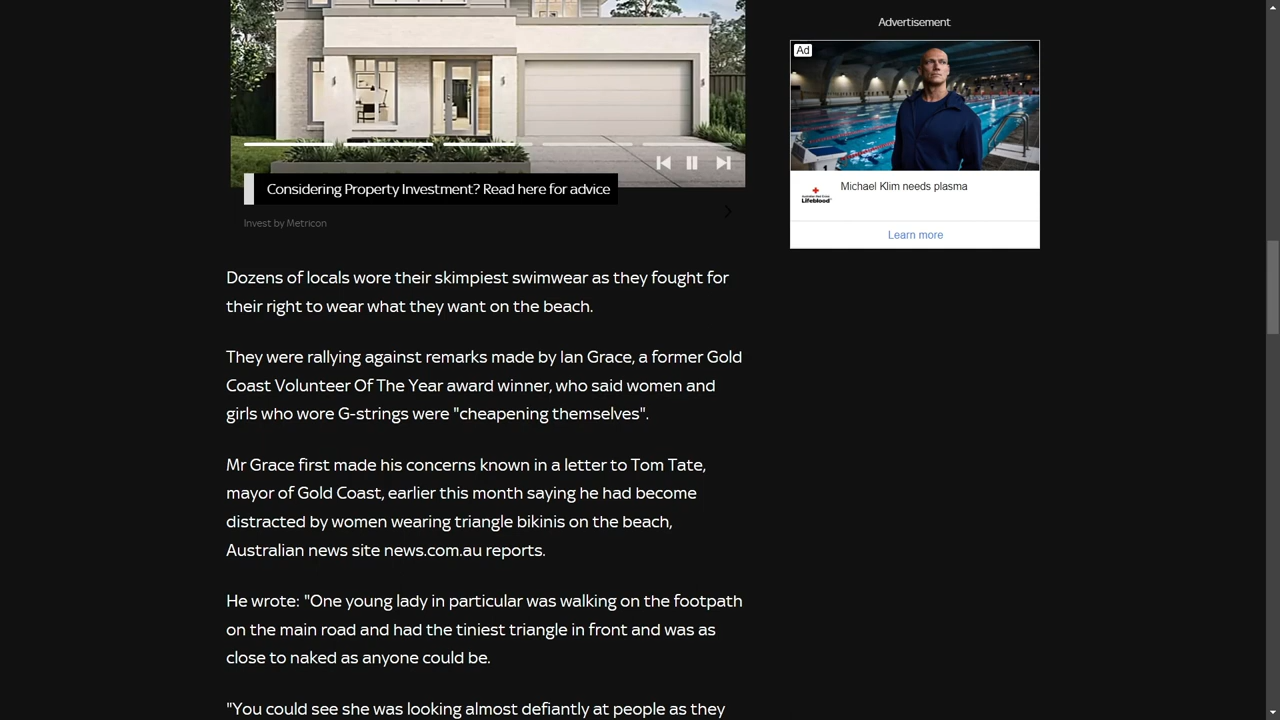 Advertisement
Ad
Michael Klim needs plasma
Australian Red Cross
Lifeblood
Learn more
Considering Property Investment? Read here for advice
Invest by Metricon
Dozens of locals wore their skimpiest swimwear as they fought for
their right to wear what they want on the beach.
They were rallying against remarks made by Ian Grace, a former Gold
Coast Volunteer Of The Year award winner, who said women and
girls who wore G-strings were "cheapening themselves".
Mr Grace first made his concerns known in a letter to Tom Tate,
mayor of Gold Coast, earlier this month saying he had become
distracted by women wearing triangle bikinis on the beach,
Australian news site news.com.au reports.
He wrote: "One young lady in particular was walking on the footpath
on the main road and had the tiniest triangle in front and was as
close to naked as anyone could be.
"You could see she was looking almost defiantly at people as they